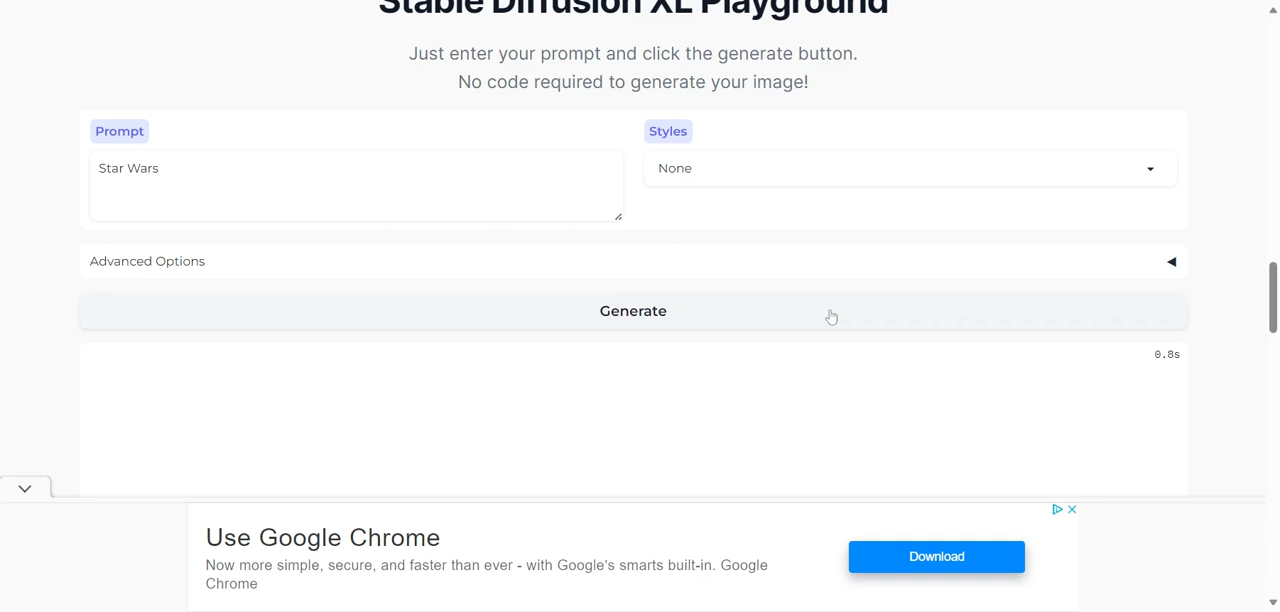 Stable Diffusion XL Playground
Just enter your prompt and click the generate button.
No code required to generate your image!
Prompt
Styles
Star Wars
None
Advanced Options
Generate
0.8s
Use Google Chrome
Now more simple, secure, and faster than ever - with Google's smarts built-in. Google
Chrome
Download